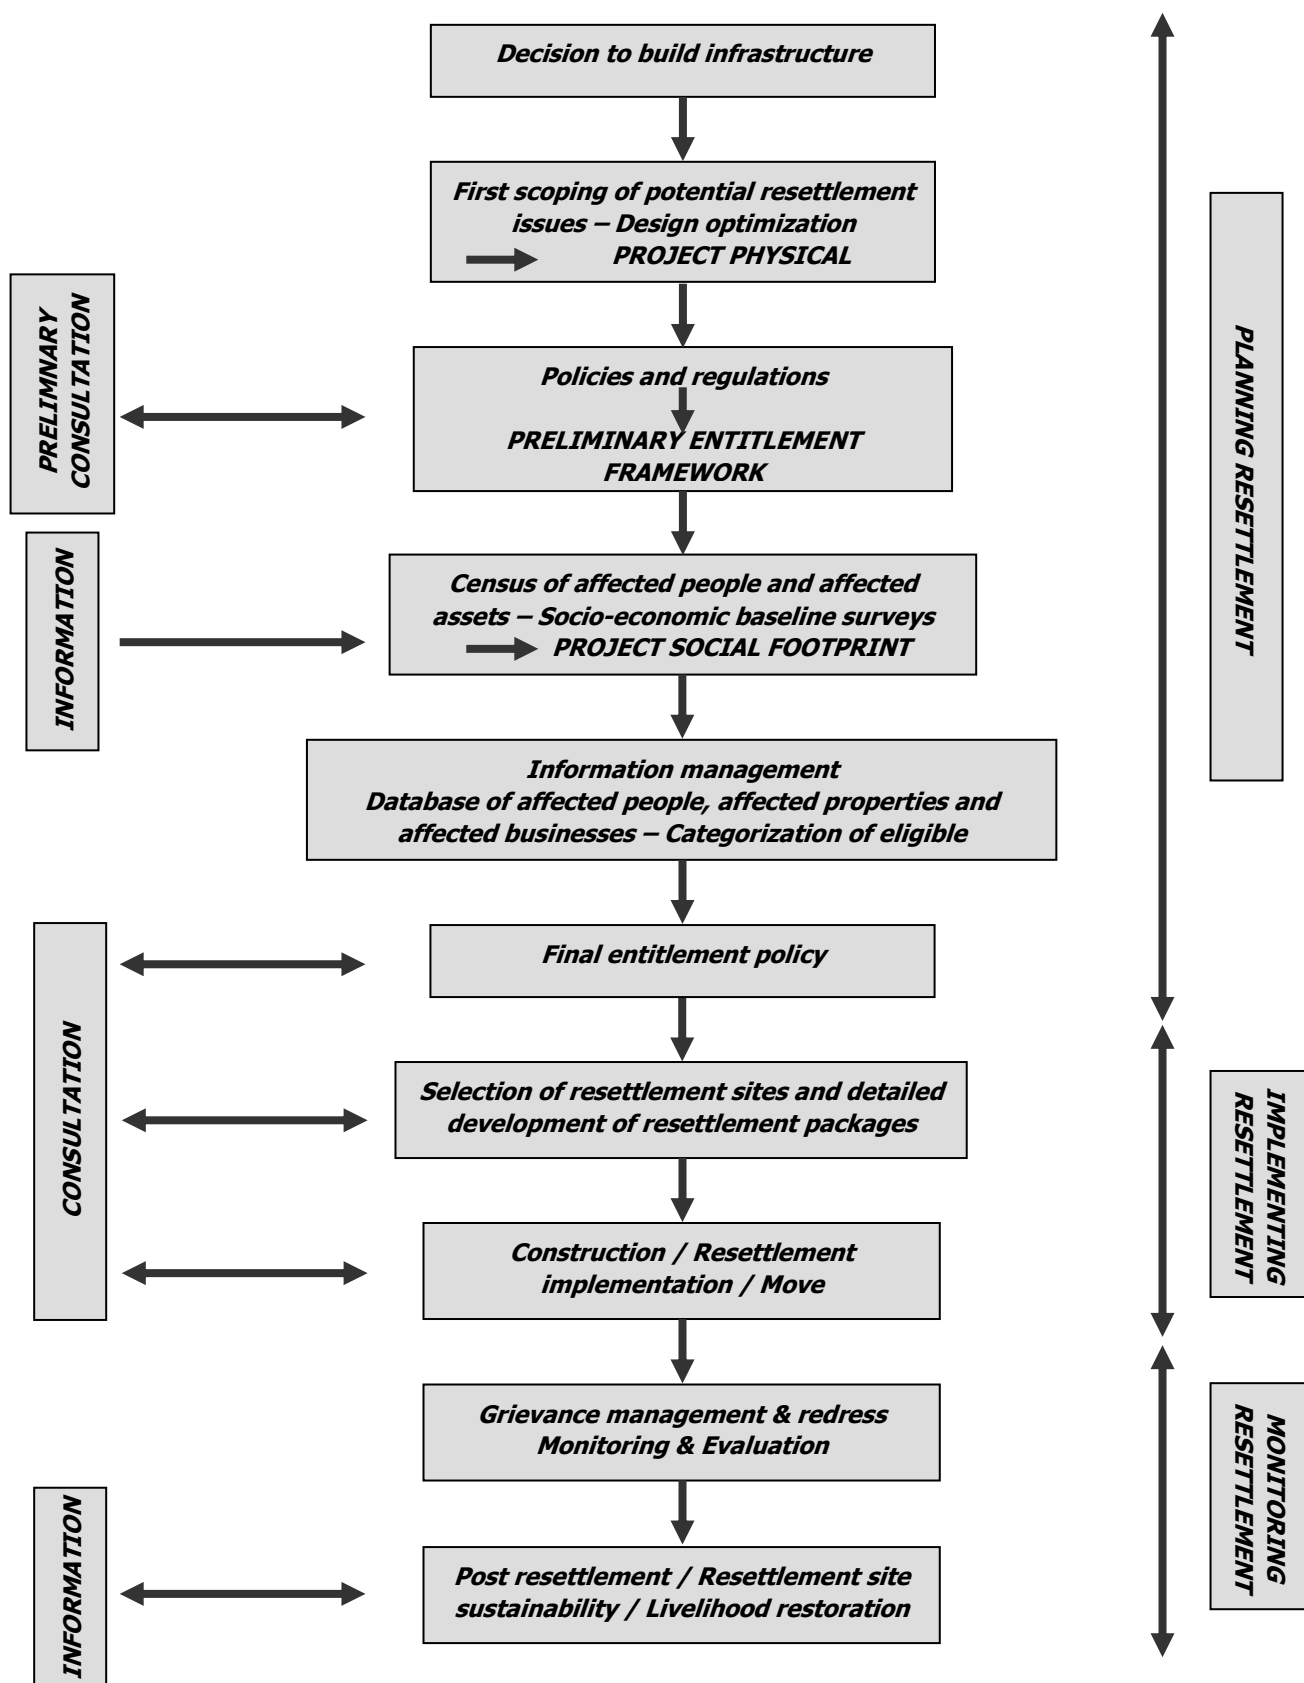 Decision to build infrastructure
First scoping of potential resettlement
issues – Design optimization
PROJECT PHYSICAL
PRELIMNARY
CONSULTATION
Policies and regulations
PRELIMINARY ENTITLEMENT
FRAMEWORK
INFORMATION
Census of affected people and affected
assets – Socio-economic baseline surveys
PROJECT SOCIAL FOOTPRINT
Information management
Database of affected people, affected properties and
affected businesses – Categorization of eligible
PLANNING RESETTLEMENT
CONSULTATION
Final entitlement policy
Selection of resettlement sites and detailed
development of resettlement packages
Construction / Resettlement
implementation / Move
IMPLEMENTING
RESETTLEMENT
Grievance management & redress
Monitoring & Evaluation
MONITORING
RESETTLEMENT
INFORMATION
Post resettlement / Resettlement site
sustainability / Livelihood restoration